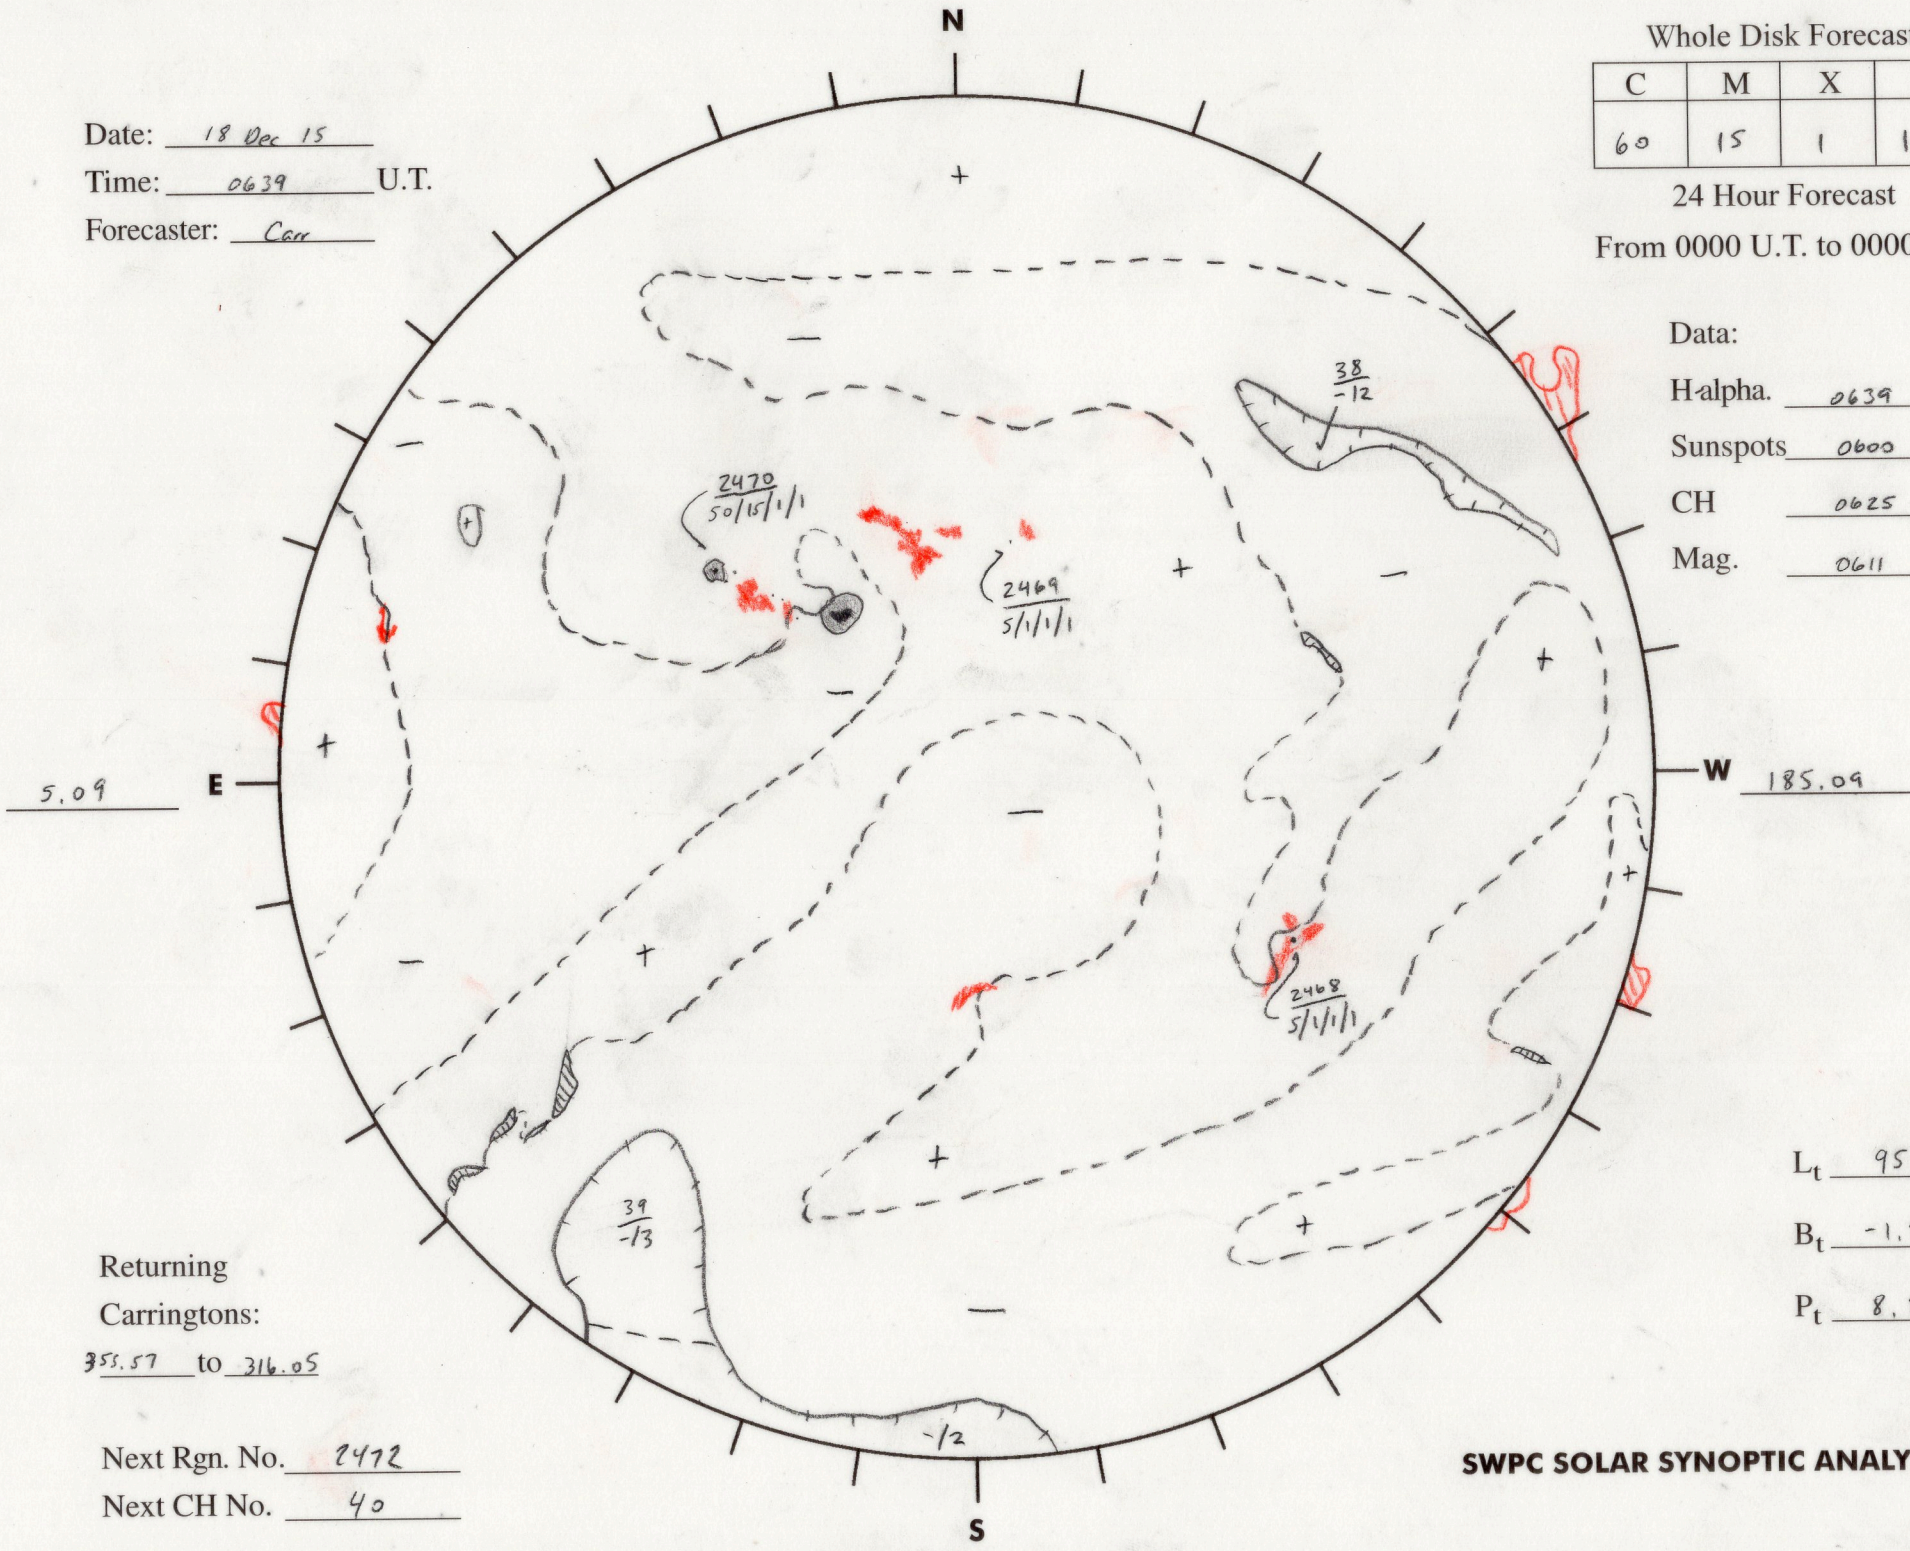 N
Whole Disk Forecas
C M X
60 15 1 1
24 Hour Forecast
From 0000 U.T. to 0000
Date: 18 Dec 15
Time: 0639 U.T.
Forecaster: Carr
Data:
H-alpha. 0639
Sunspots 0600
CH 0625
Mag. 0611
+
—
38
-12
—
+
2470
50/15/1/1
2469
5/1/1/1
+
—
+
—
+
5.09 E
W 185.09
—
+
—
+
2468
5/1/1/1
+
39
-13
+
—
-12
Lt 95
Bt -1.
Pt 8.
Returning
Carringtons:
355.57 to 316.05
Next Rgn. No. 2472
Next CH No. 40
SWPC SOLAR SYNOPTIC ANALY
S